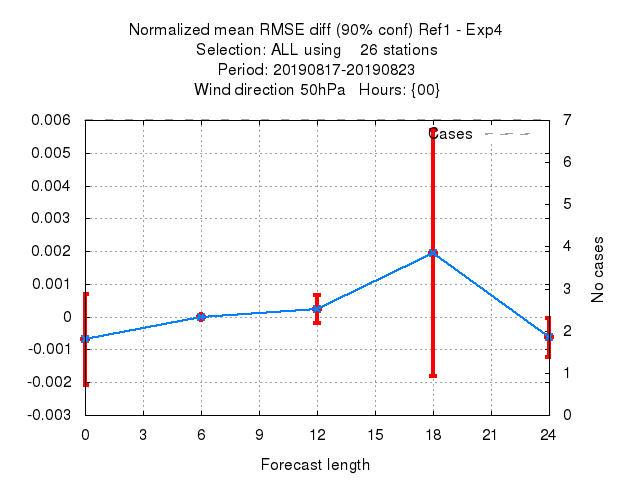 Normalized mean RMSE diff (90% conf) Ref1 - Exp4
Selection: ALL using 26 stations
Period: 20190817-20190823
Wind direction 50hPa Hours: {00}
0.006
0.005
0.004
0.003
0.002
0.001
0
-0.001
-0.002
-0.003
Cases
7
6
5
4
3
2
1
0
No cases
0 3 6 9 12 15 18 21 24
Forecast length